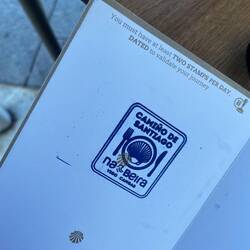 You must have at least TWO STAMPS PER DAY,
DATED to validate your journey
CAMIÑO DE
SANTIAGO
na Beira